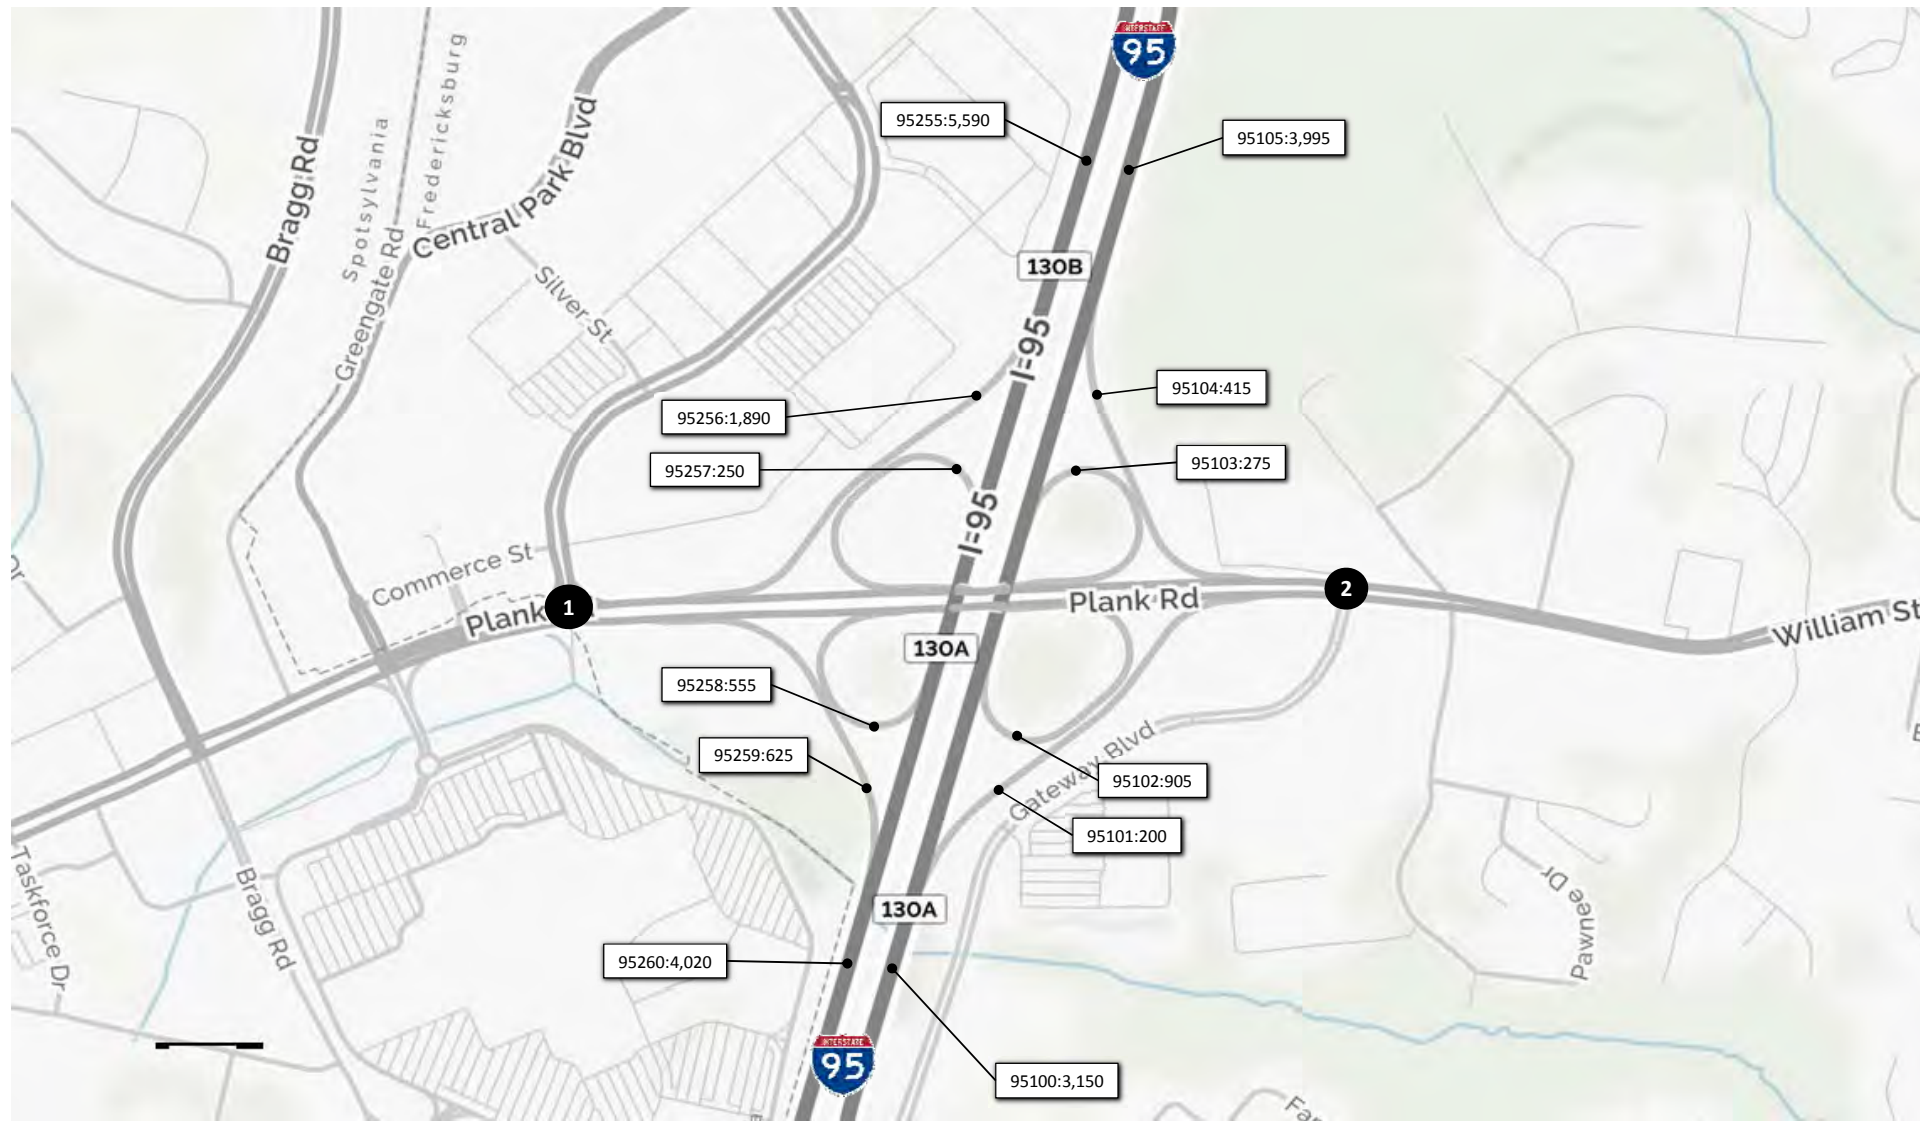 INTERSTATE
95
Fredericksburg
Spotsylvania
Bragg Rd
Central Park Blvd
95255:5,590
95105:3,995
Greengate Rd
Silver St
130B
I-95
95104:415
95256:1,890
95257:250
95103:275
I-95
Commerce St
Plank
1
Plank Rd
2
William St
130A
95258:555
95259:625
Gateway Blvd
95102:905
95101:200
Taskforce Dr
Bragg Rd
130A
Pawnee Dr
95260:4,020
INTERSTATE
95
95100:3,150